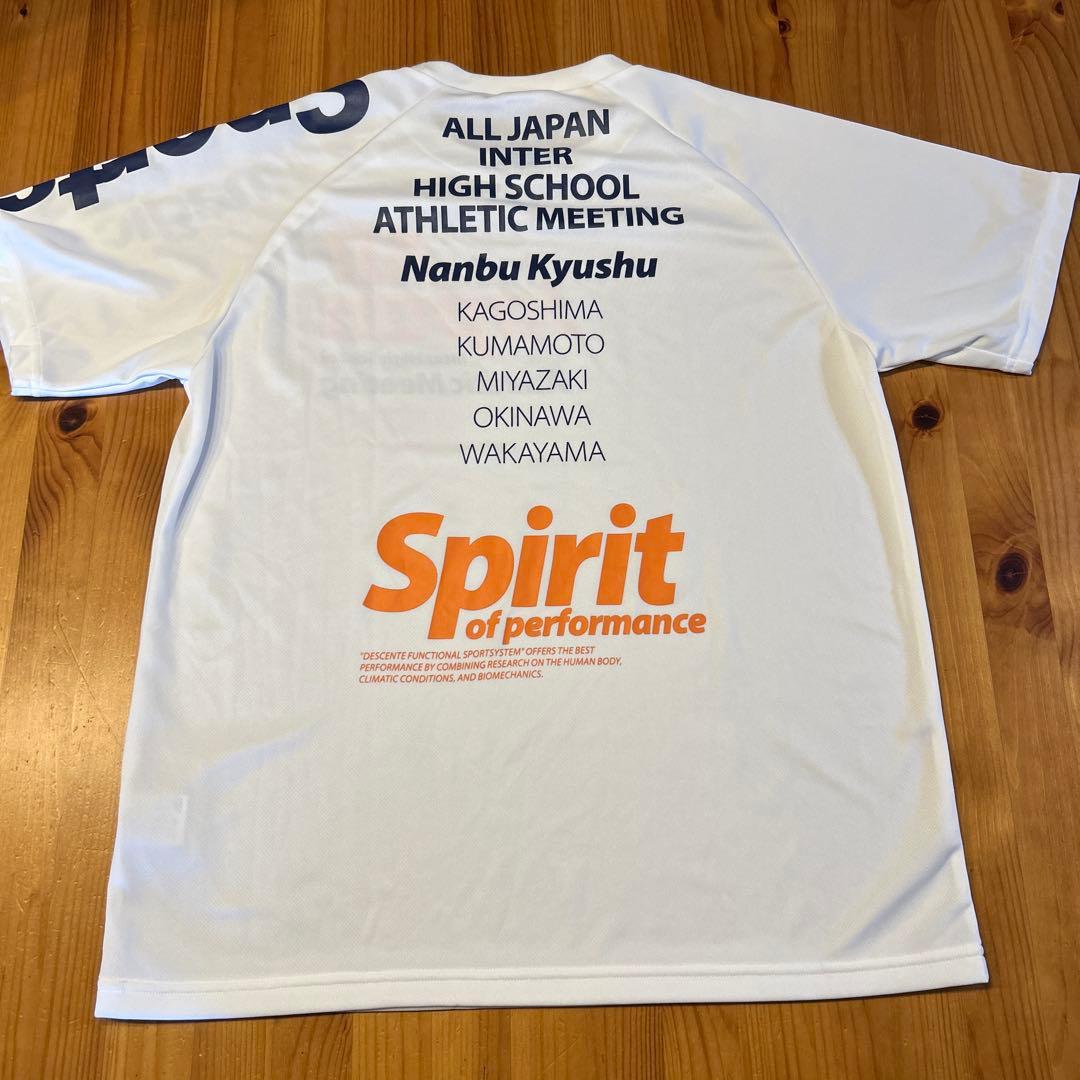 ALL JAPAN
INTER
HIGH SCHOOL
ATHLETIC MEETING
Nanbu Kyushu
KAGOSHIMA
KUMAMOTO
MIYAZAKI
OKINAWA
WAKAYAMA
Spirit
of performance
"DESCENTE FUNCTIONAL SPORTSYSTEM" OFFERS THE BEST
PERFORMANCE BY COMBINING RESEARCH ON THE HUMAN BODY,
CLIMATIC CONDITIONS, AND BIOMECHANICS.